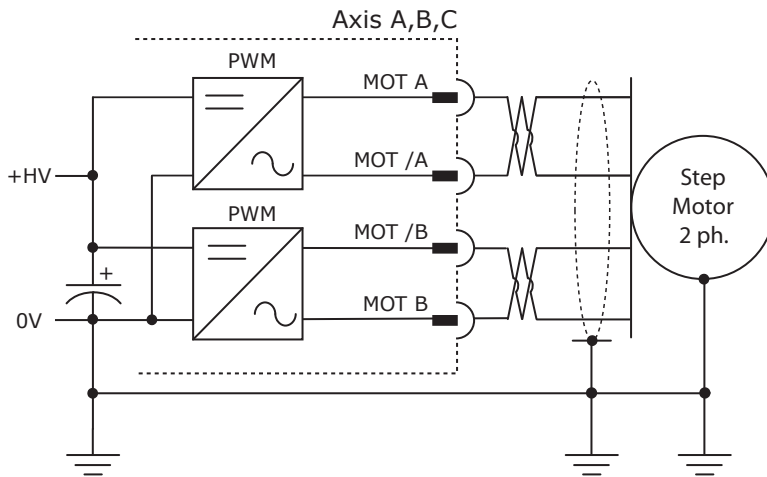 Axis A,B,C
PWM
MOT A
MOT /A
+HV
PWM
MOT /B
+
0V
MOT B
Step
Motor
2 ph.